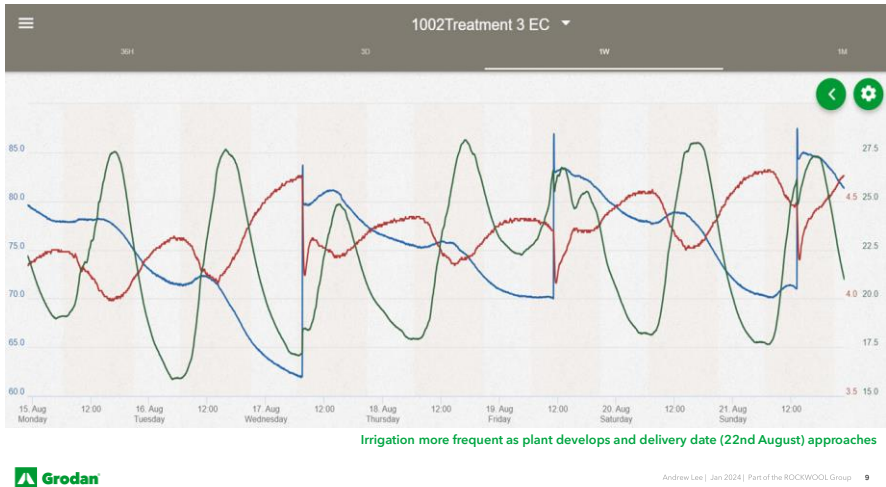 1002Treatment 3 EC
36H 3D 1W 1M
85.0 27.5
80.0 4.5 25.0
75.0 22.5
70.0 4.0 20.0
65.0 17.5
60.0 3.5 15.0
15. Aug 12:00 16. Aug 12:00 17. Aug 12:00 18. Aug 12:00 19. Aug 12:00 20. Aug 12:00 21. Aug 12:00
Monday Tuesday Wednesday Thursday Friday Saturday Sunday
Irrigation more frequent as plant develops and delivery date (22nd August) approaches
Grodan
Andrew Lee | Jan 2024 | Part of the ROCKWOOL Group 9